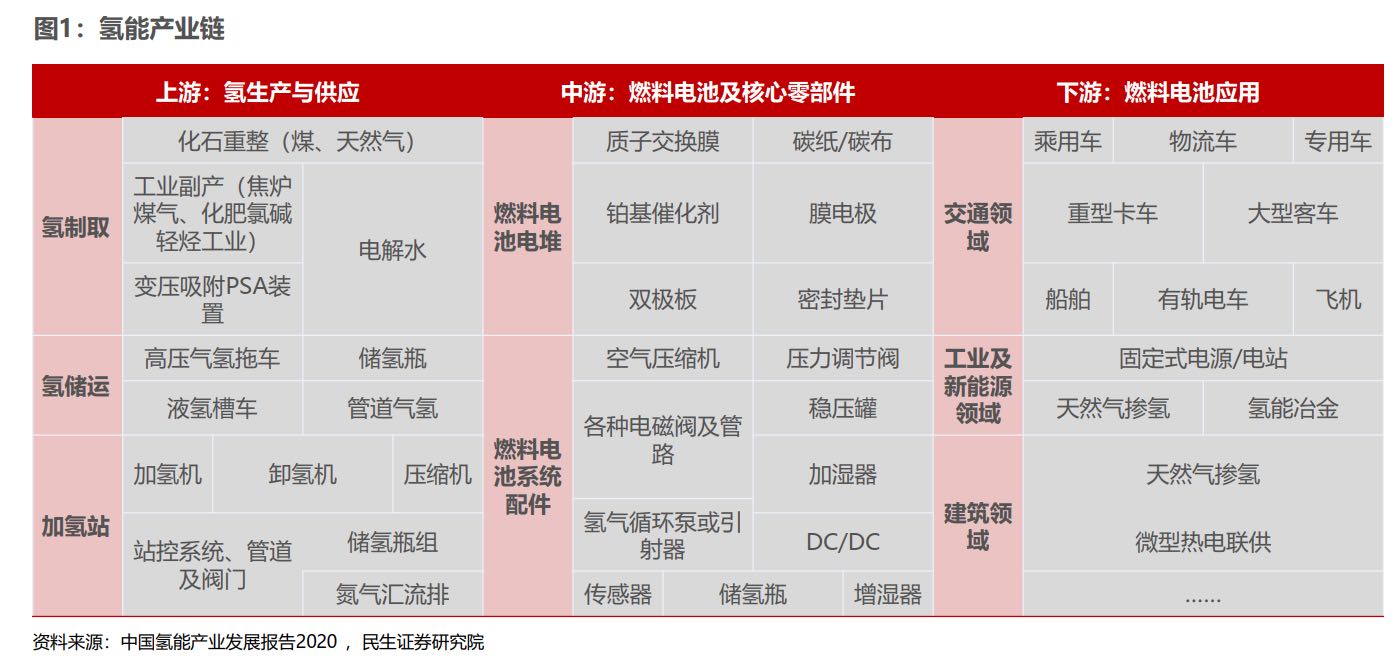 图1：氢能产业链
上游：氢生产与供应
中游：燃料电池及核心零部件
下游：燃料电池应用
氢制取
化石重整（煤、天然气）
工业副产（焦炉
煤气、化肥氯碱
轻烃工业）
电解水
变压吸附PSA装
置
氢储运
高压气氢拖车
储氢瓶
液氢槽车
管道气氢
加氢站
加氢机
卸氢机
压缩机
站控系统、管道
及阀门
储氢瓶组
氮气汇流排
燃料电
池电堆
质子交换膜
碳纸/碳布
铂基催化剂
膜电极
双极板
密封垫片
燃料电
池系统
配件
空气压缩机
压力调节阀
各种电磁阀及管
路
稳压罐
加湿器
氢气循环泵或引
射器
DC/DC
传感器
储氢瓶
增湿器
交通领
域
乘用车
物流车
专用车
重型卡车
大型客车
船舶
有轨电车
飞机
工业及
新能源
领域
固定式电源/电站
天然气掺氢
氢能冶金
建筑领
域
天然气掺氢
微型热电联供
……
资料来源：中国氢能产业发展报告2020 ，民生证券研究院